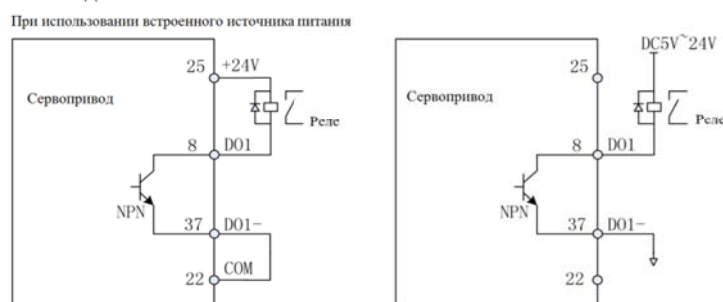 При использовании встроенного источника питания
25 +24V
Сервопривод
Реле
8 DO1
NPN
37 DO1-
22 COM
DC5V~24V
25
Сервопривод
Реле
8 DO1
NPN
37 DO1-
22